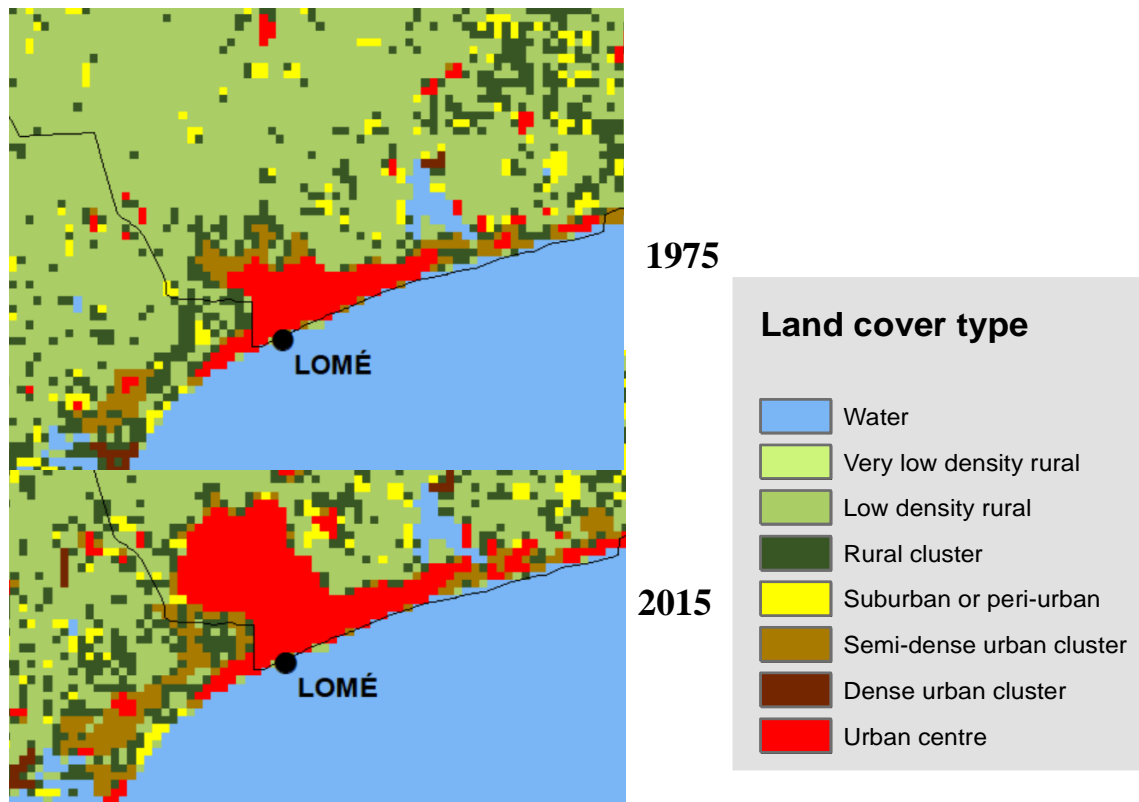 1975
LOMÉ
2015
LOMÉ
Land cover type
Water
Very low density rural
Low density rural
Rural cluster
Suburban or peri-urban
Semi-dense urban cluster
Dense urban cluster
Urban centre